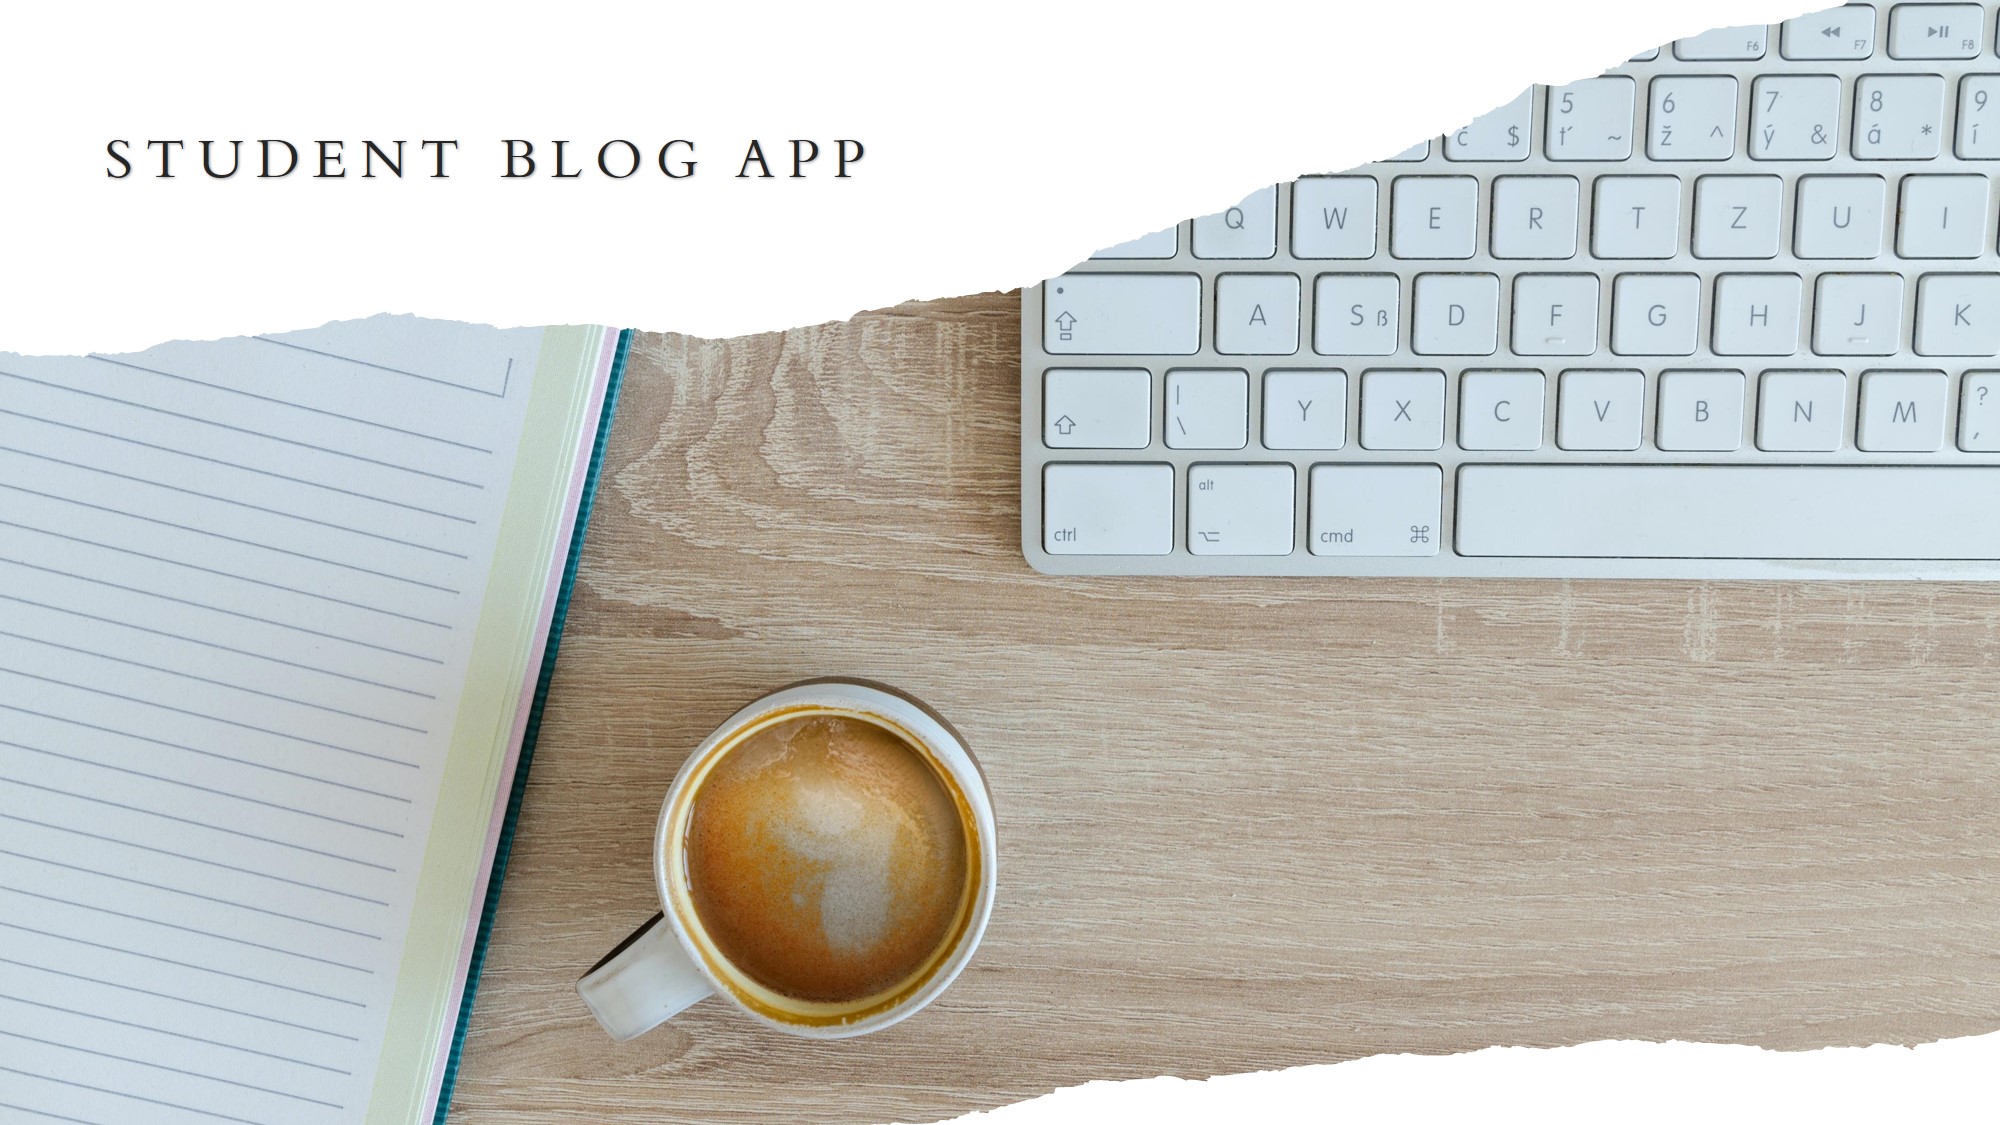 STUDENT BLOG APP
F6 F7 F8
5 6 7 8 9
č $ ť ~ ž ^ ý & á * í
Q W E R T Z U I
A S ß D F G H J K
| \ Y X C V B N M ? ,
alt
ctrl cmd ⌘